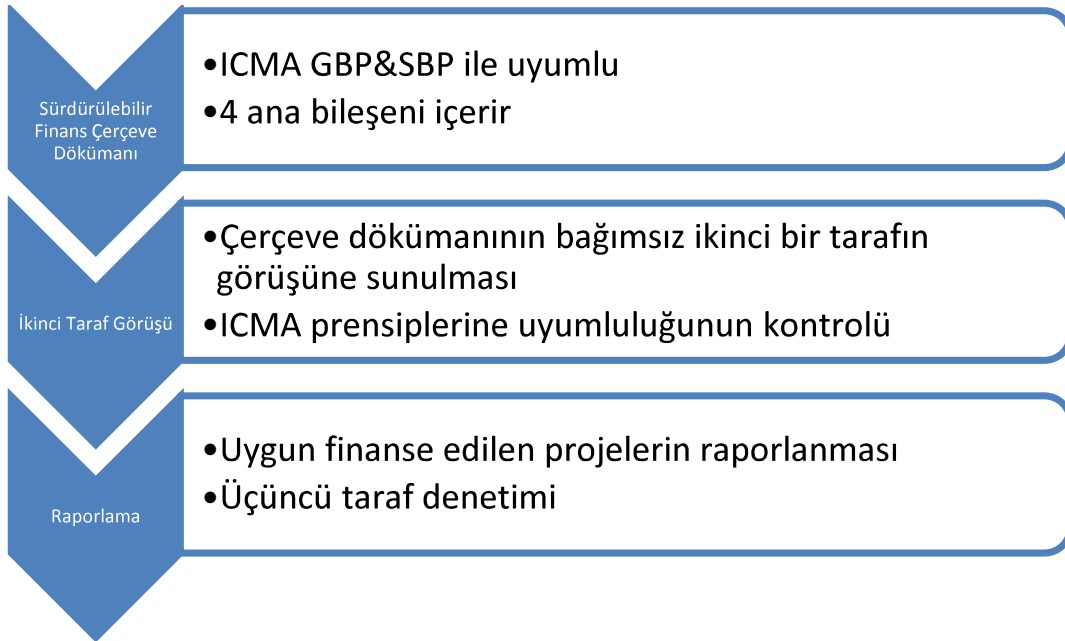 Sürdürülebilir
Finans Çerçeve
Dökümanı
•ICMA GBP&SBP ile uyumlu
•4 ana bileşeni içerir
İkinci Taraf Görüşü
•Çerçeve dökümanının bağımsız ikinci bir tarafın
görüşüne sunulması
•ICMA prensiplerine uyumluluğunun kontrolü
Raporlama
•Uygun finanse edilen projelerin raporlanması
•Üçüncü taraf denetimi